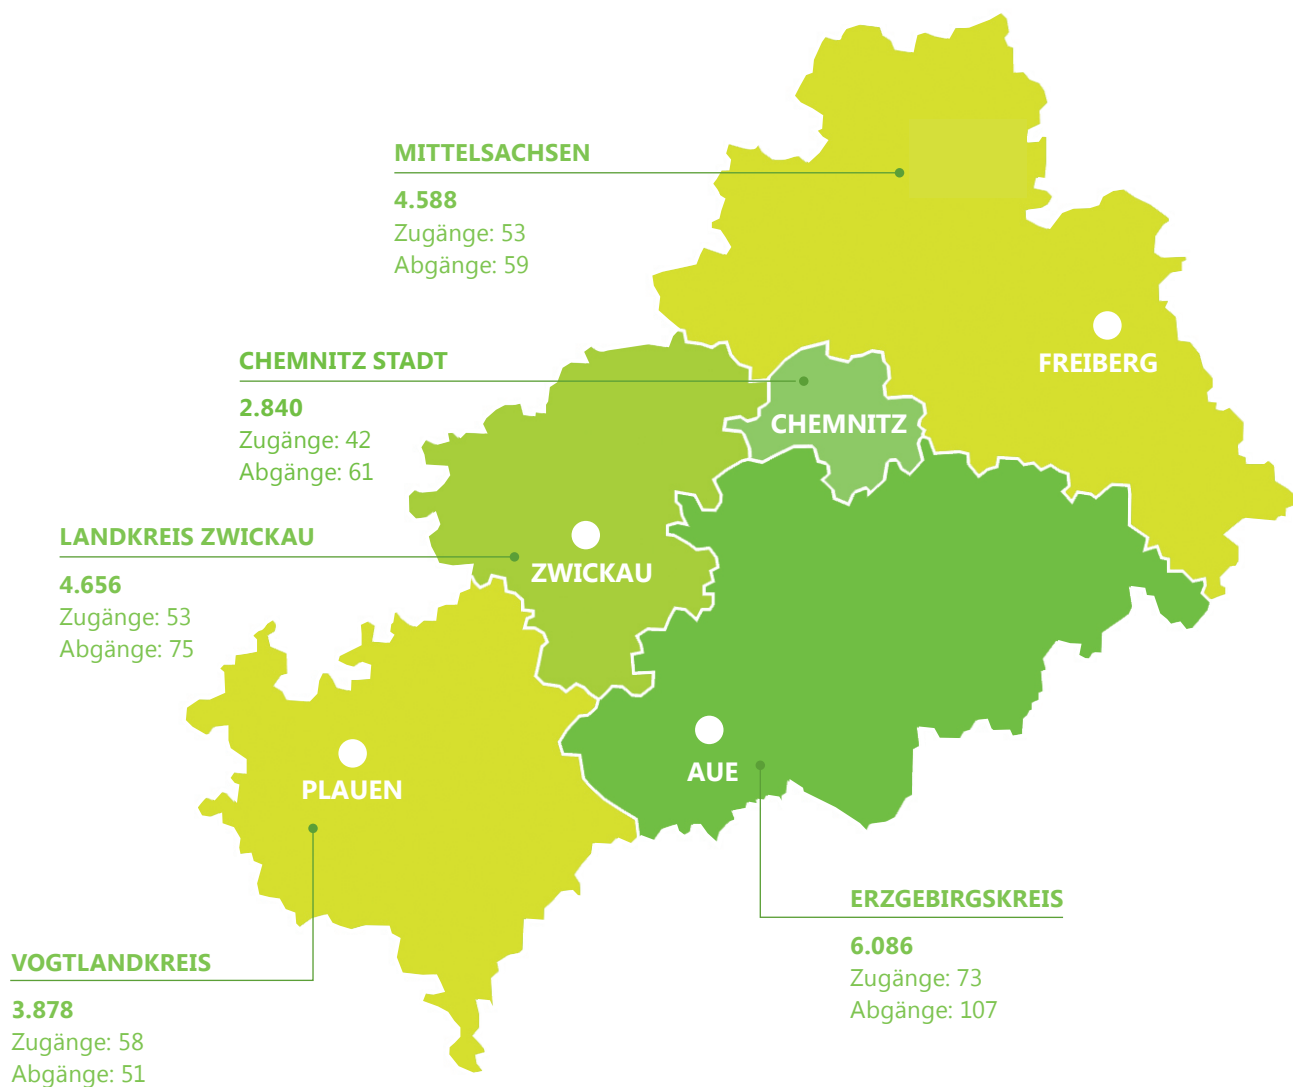 MITTELSACHSEN
4.588
Zugänge: 53
Abgänge: 59
FREIBERG
CHEMNITZ STADT
2.840
Zugänge: 42
Abgänge: 61
CHEMNITZ
LANDKREIS ZWICKAU
4.656
Zugänge: 53
Abgänge: 75
ZWICKAU
AUE
PLAUEN
ERZGEBIRGSKREIS
6.086
Zugänge: 73
Abgänge: 107
VOGTLANDKREIS
3.878
Zugänge: 58
Abgänge: 51